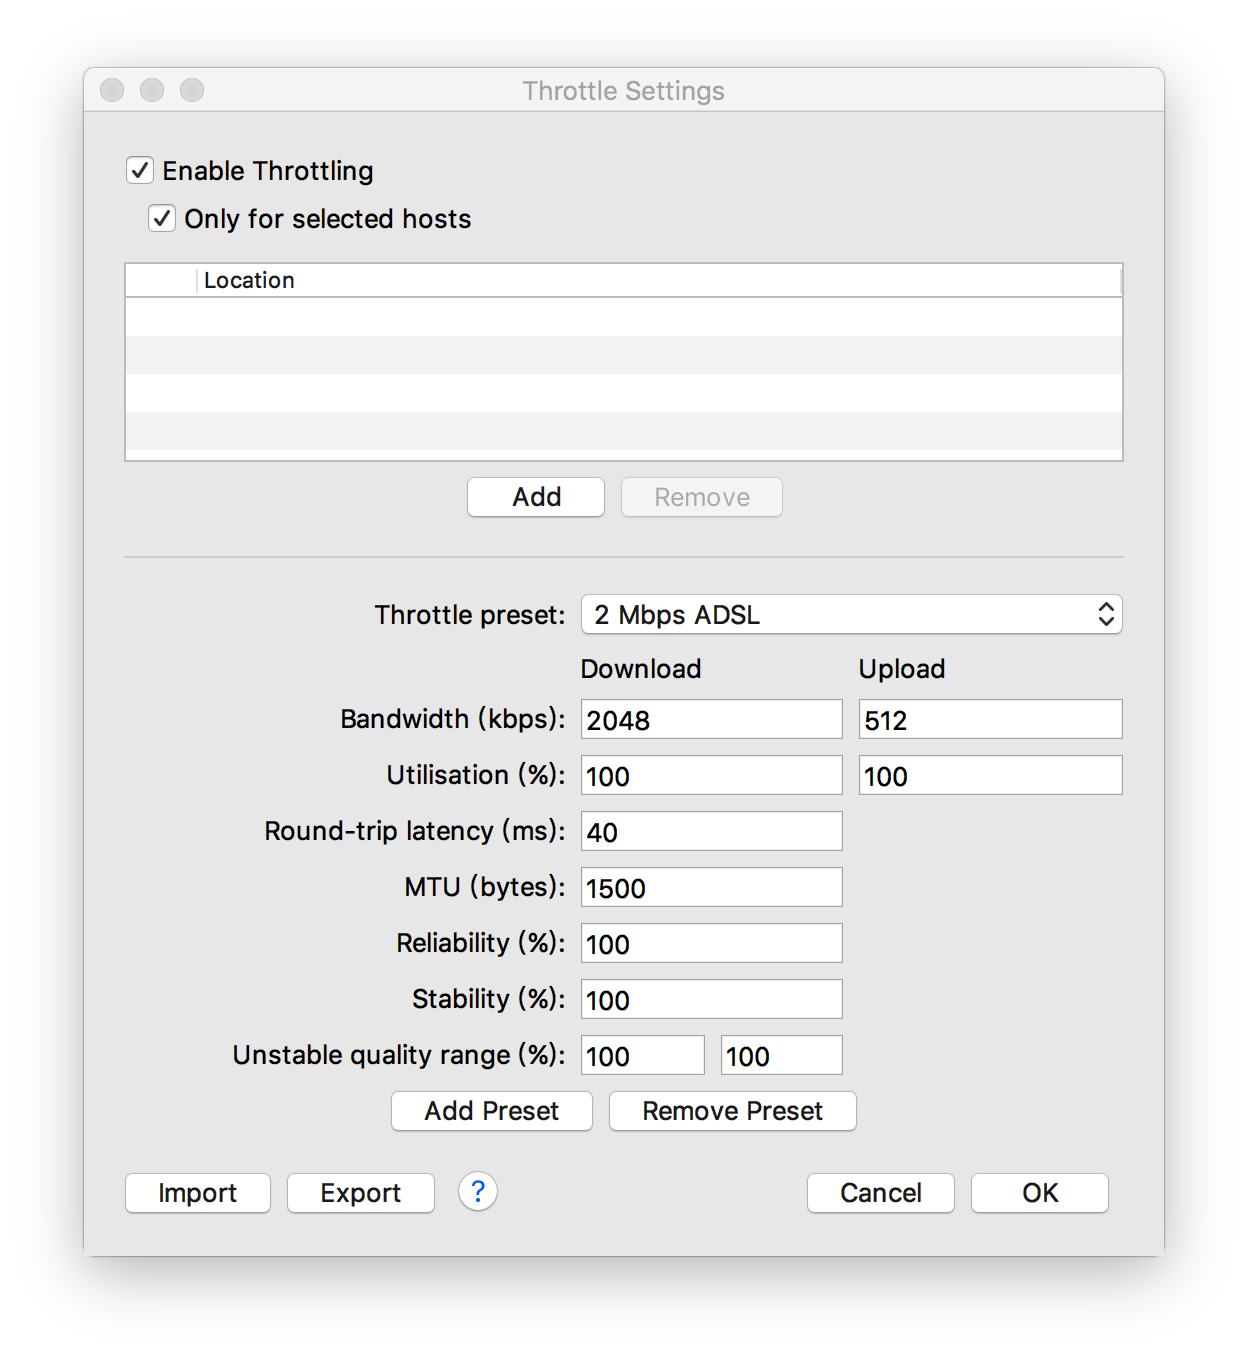 Throttle Settings
Enable Throttling
Only for selected hosts
Location
Add Remove
Throttle preset: 2 Mbps ADSL
Download Upload
Bandwidth (kbps): 2048 512
Utilisation (%): 100 100
Round-trip latency (ms): 40
MTU (bytes): 1500
Reliability (%): 100
Stability (%): 100
Unstable quality range (%): 100 100
Add Preset Remove Preset
Import Export ? Cancel OK